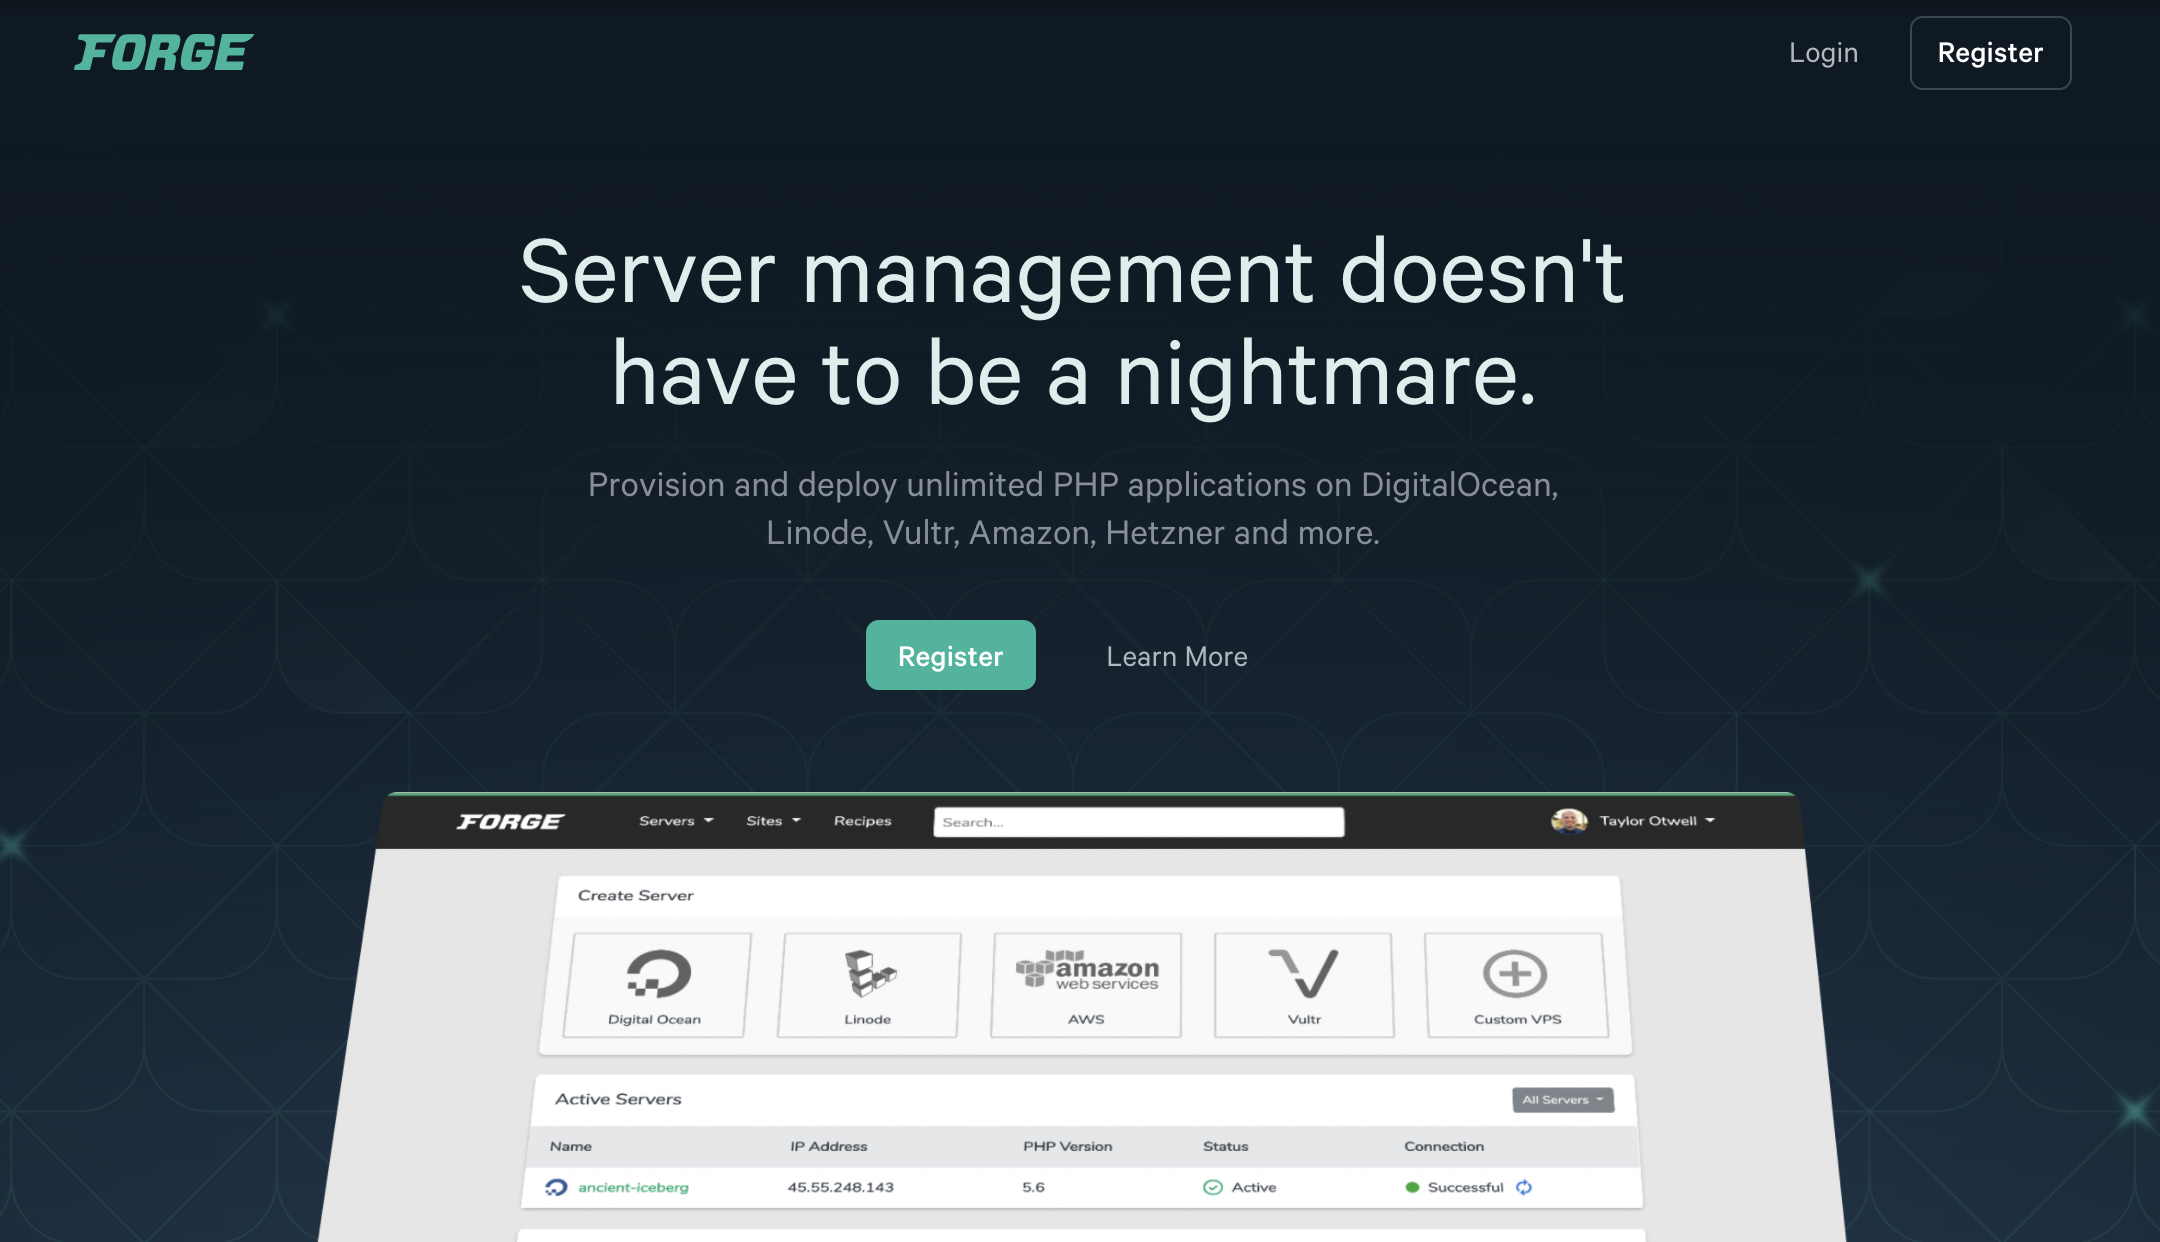 FORGE
Login
Register
Server management doesn't
have to be a nightmare.
Provision and deploy unlimited PHP applications on DigitalOcean,
Linode, Vultr, Amazon, Hetzner and more.
Register
Learn More
FORGE
Servers
Sites
Recipes
Search...
Taylor Otwell
Create Server
amazon
web services
Digital Ocean
Linode
AWS
Vultr
Custom VPS
Active Servers
All Servers
Name
IP Address
PHP Version
Status
Connection
ancient-iceberg
45.55.248.143
5.6
Active
Successful